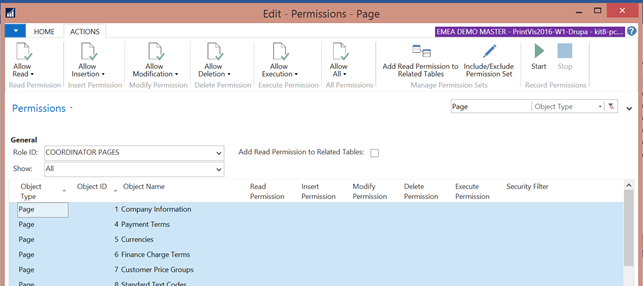 Edit - Permissions - Page
HOME ACTIONS
EMEA DEMO MASTER - PrintVis2016-W1-Drupa - kit8-pc...
Allow Read
Allow Insertion
Allow Modification
Allow Deletion
Allow Execution
Allow All
Add Read Permission to Related Tables
Include/Exclude Permission Set
Start
Stop
Read Permission Insert Permission Modify Permission Delete Permission Execute Permission All Permissions Manage Permission Sets Record Permissions
Permissions
Page Object Type
General
Role ID: COORDINATOR PAGES Add Read Permission to Related Tables:
Show: All
Object Type Object ID Object Name Read Permission Insert Permission Modify Permission Delete Permission Execute Permission Security Filter
Page 1 Company Information
Page 4 Payment Terms
Page 5 Currencies
Page 6 Finance Charge Terms
Page 7 Customer Price Groups
Page 8 Standard Text Codes